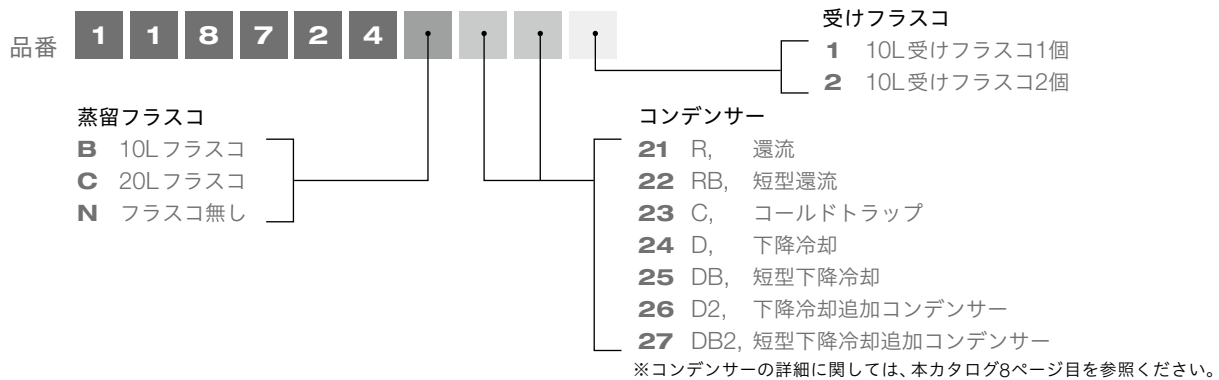 品番 1 1 8 7 2 4
受けフラスコ
1 10L受けフラスコ1個
2 10L受けフラスコ2個
蒸留フラスコ
B 10Lフラスコ
C 20Lフラスコ
N フラスコ無し
コンデンサー
21 R, 還流
22 RB, 短型還流
23 C, コールドトラップ
24 D, 下降冷却
25 DB, 短型下降冷却
26 D2, 下降冷却追加コンデンサー
27 DB2, 短型下降冷却追加コンデンサー
※コンデンサーの詳細に関しては、本カタログ8ページ目を参照ください。